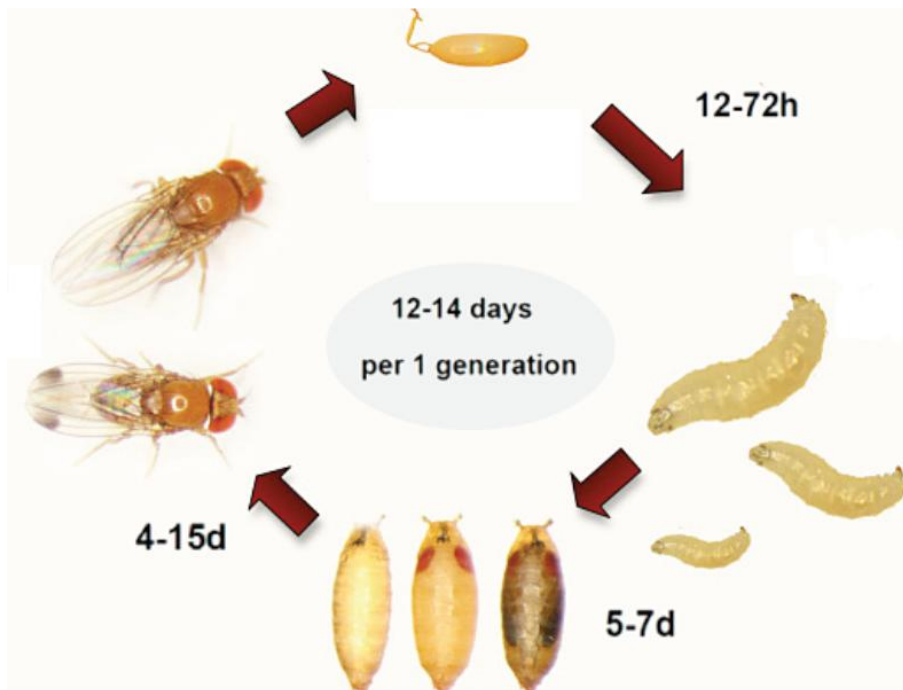 12-72h
12-14 days
per 1 generation
4-15d
5-7d